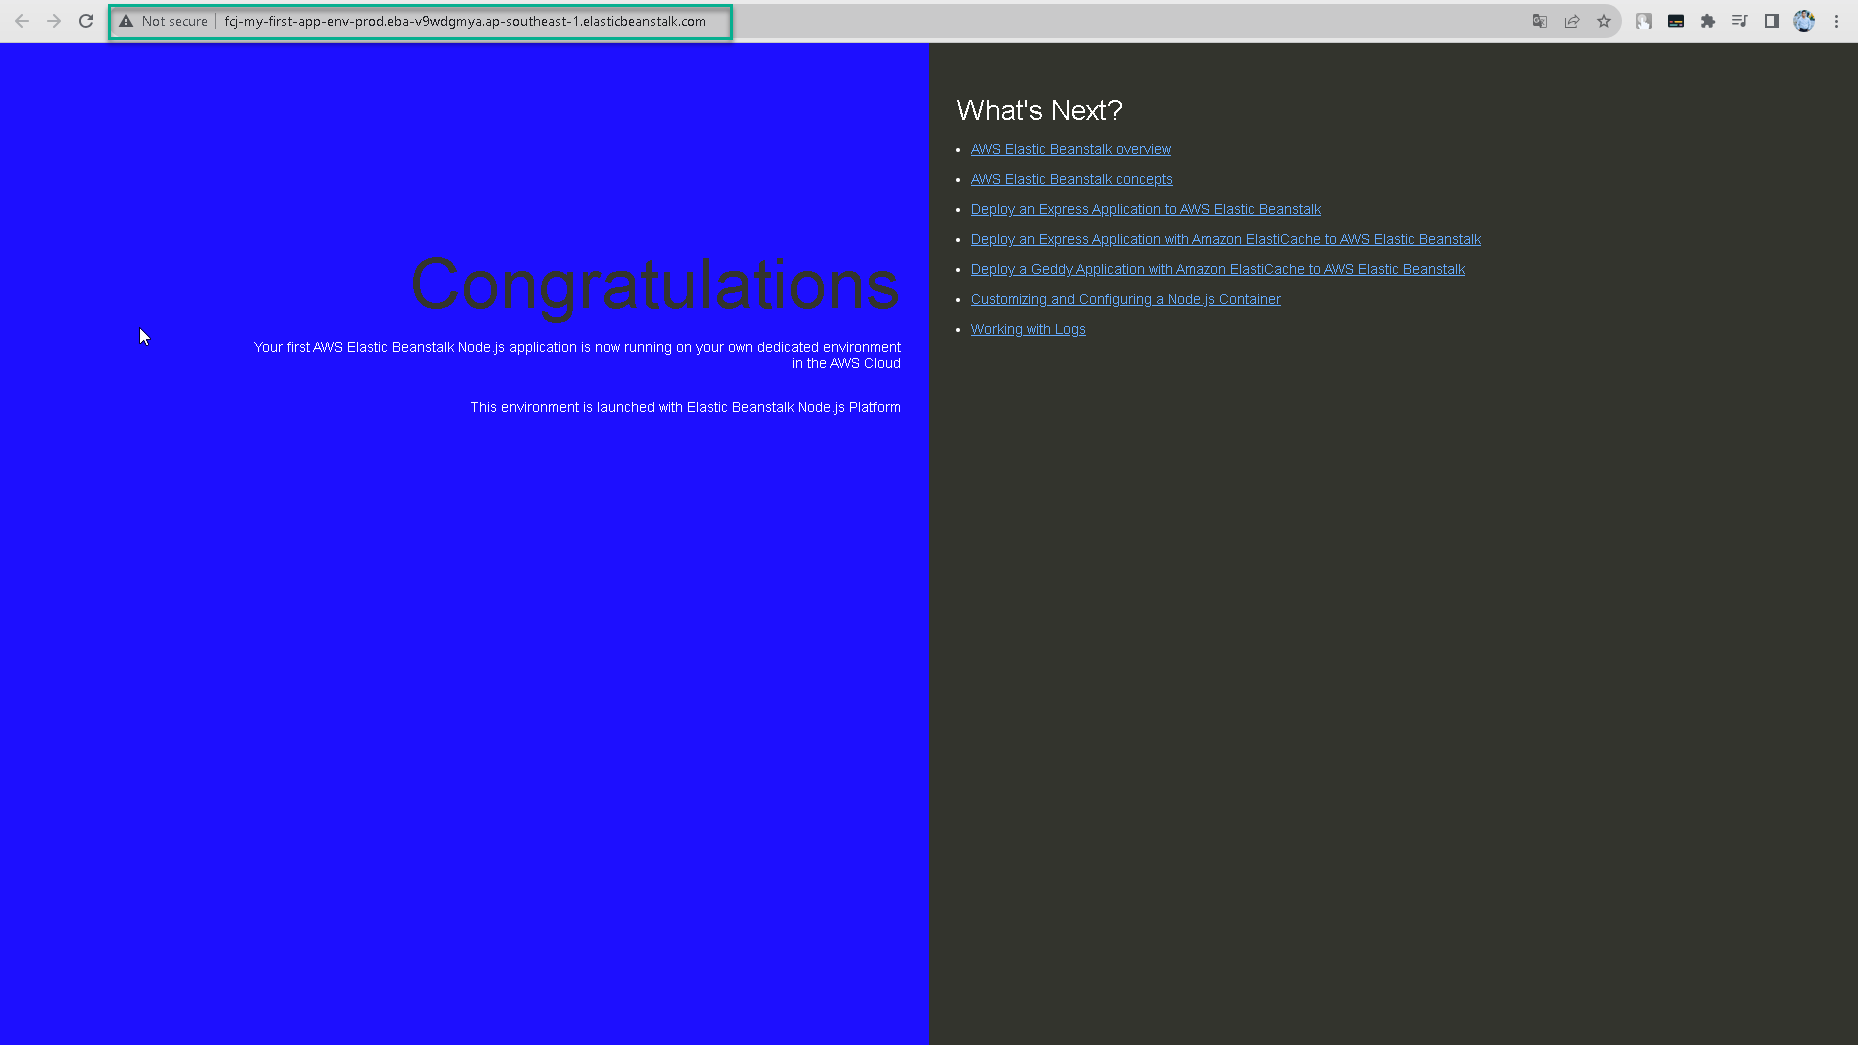 Not secure
fcj-my-first-app-env-prod.eba-v9wdgmya.ap-southeast-1.elasticbeanstalk.com
Congratulations
Your first AWS Elastic Beanstalk Node.js application is now running on your own dedicated environment
in the AWS Cloud
This environment is launched with Elastic Beanstalk Node.js Platform
What's Next?
AWS Elastic Beanstalk overview
AWS Elastic Beanstalk concepts
Deploy an Express Application to AWS Elastic Beanstalk
Deploy an Express Application with Amazon ElastiCache to AWS Elastic Beanstalk
Deploy a Geddy Application with Amazon ElastiCache to AWS Elastic Beanstalk
Customizing and Configuring a Node.js Container
Working with Logs